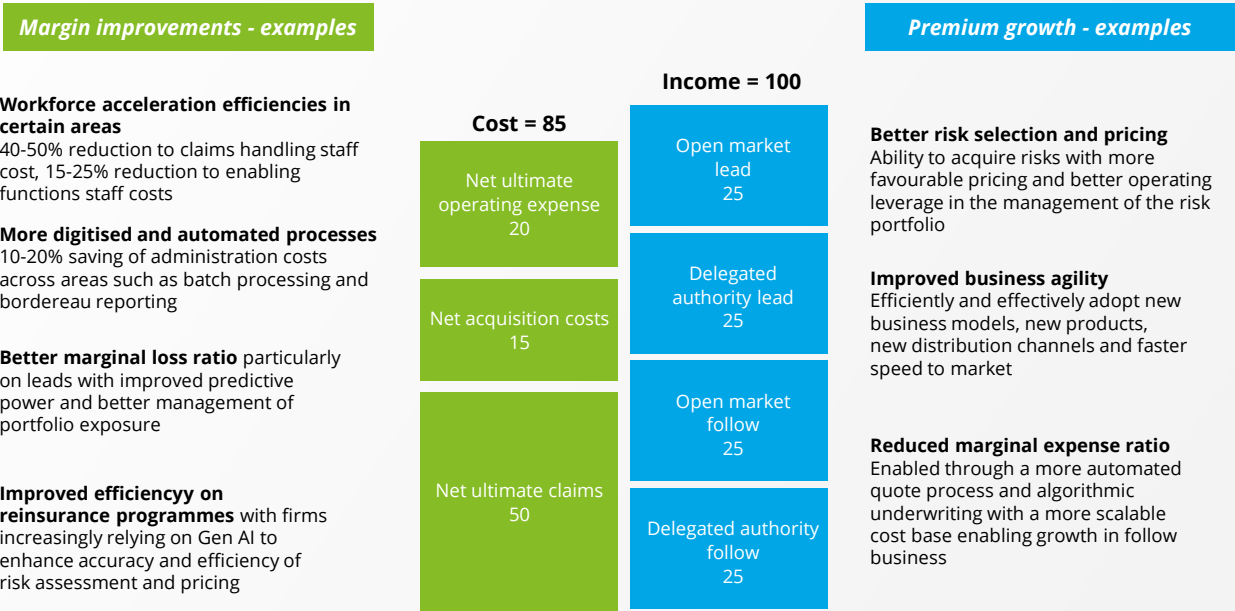 Margin improvements - examples
Workforce acceleration efficiencies in
certain areas
40-50% reduction to claims handling staff
cost, 15-25% reduction to enabling
functions staff costs
More digitised and automated processes
10-20% saving of administration costs
across areas such as batch processing and
bordereau reporting
Better marginal loss ratio particularly
on leads with improved predictive
power and better management of
portfolio exposure
Improved efficiencyy on
reinsurance programmes with firms
increasingly relying on Gen AI to
enhance accuracy and efficiency of
risk assessment and pricing
Cost = 85
Net ultimate
operating expense
20
Net acquisition costs
15
Net ultimate claims
50
Income = 100
Open market
lead
25
Delegated
authority lead
25
Open market
follow
25
Delegated authority
follow
25
Premium growth - examples
Better risk selection and pricing
Ability to acquire risks with more
favourable pricing and better operating
leverage in the management of the risk
portfolio
Improved business agility
Efficiently and effectively adopt new
business models, new products,
new distribution channels and faster
speed to market
Reduced marginal expense ratio
Enabled through a more automated
quote process and algorithmic
underwriting with a more scalable
cost base enabling growth in follow
business